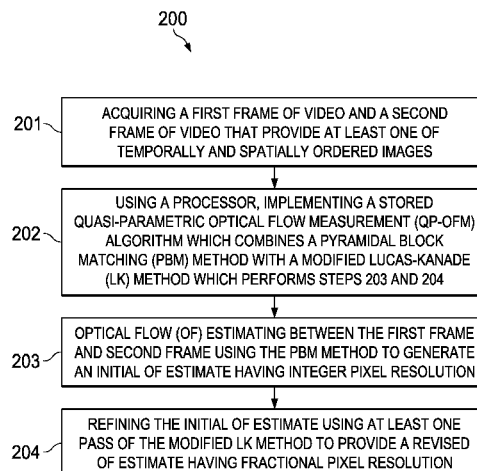 200
201
ACQUIRING A FIRST FRAME OF VIDEO AND A SECOND
FRAME OF VIDEO THAT PROVIDE AT LEAST ONE OF
TEMPORALLY AND SPATIALLY ORDERED IMAGES
202
USING A PROCESSOR, IMPLEMENTING A STORED
QUASI-PARAMETRIC OPTICAL FLOW MEASUREMENT (QP-OFM)
ALGORITHM WHICH COMBINES A PYRAMIDAL BLOCK
MATCHING (PBM) METHOD WITH A MODIFIED LUCAS-KANADE
(LK) METHOD WHICH PERFORMS STEPS 203 AND 204
203
OPTICAL FLOW (OF) ESTIMATING BETWEEN THE FIRST FRAME
AND SECOND FRAME USING THE PBM METHOD TO GENERATE
AN INITIAL OF ESTIMATE HAVING INTEGER PIXEL RESOLUTION
204
REFINING THE INITIAL OF ESTIMATE USING AT LEAST ONE
PASS OF THE MODIFIED LK METHOD TO PROVIDE A REVISED
OF ESTIMATE HAVING FRACTIONAL PIXEL RESOLUTION